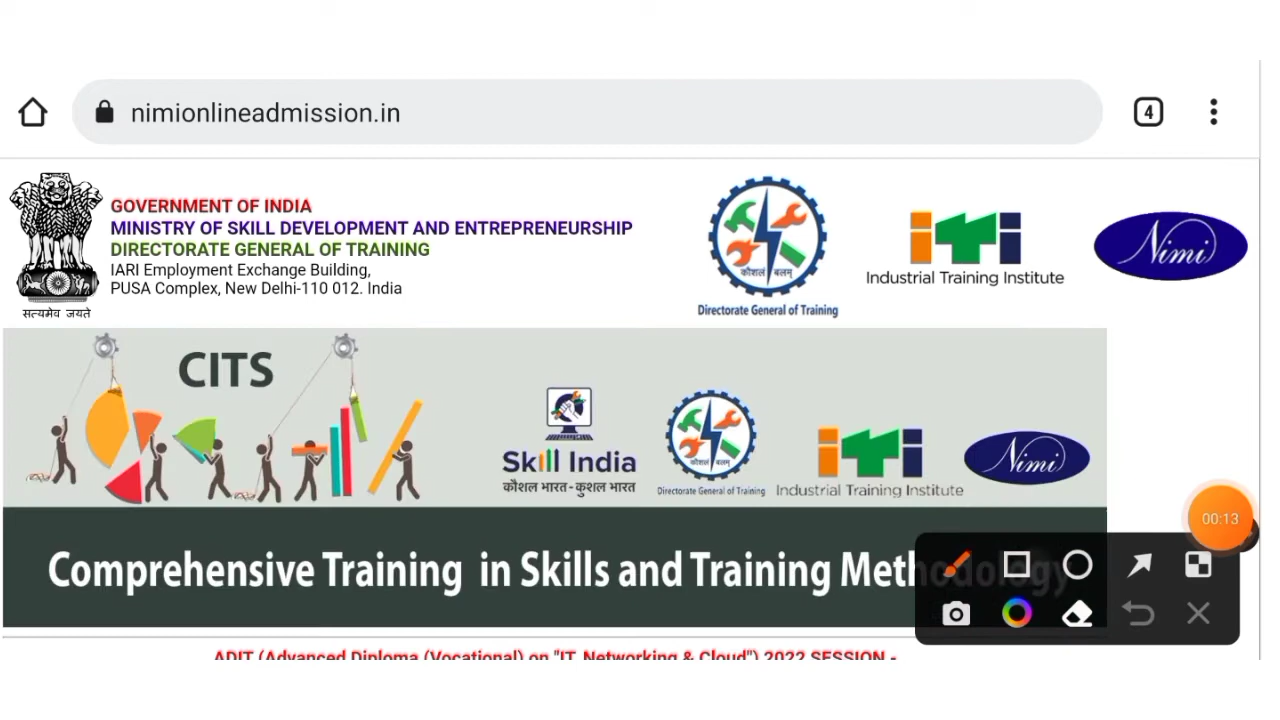 nimionlineadmission.in
4
GOVERNMENT OF INDIA
MINISTRY OF SKILL DEVELOPMENT AND ENTREPRENEURSHIP
DIRECTORATE GENERAL OF TRAINING
IARI Employment Exchange Building,
PUSA Complex, New Delhi-110 012. India
सत्यमेव जयते
कौशलं बलम्
Directorate General of Training
iTi
Industrial Training Institute
Nimi
CITS
Skill India
कौशल भारत-कुशल भारत
कौशलं बलम्
Directorate General of Training
iTi
Industrial Training Institute
Nimi
00:13
Comprehensive Training in Skills and Training Methodology
ADIT (Advanced Diploma (Vocational) on "IT, Networking & Cloud") 2022 SESSION -